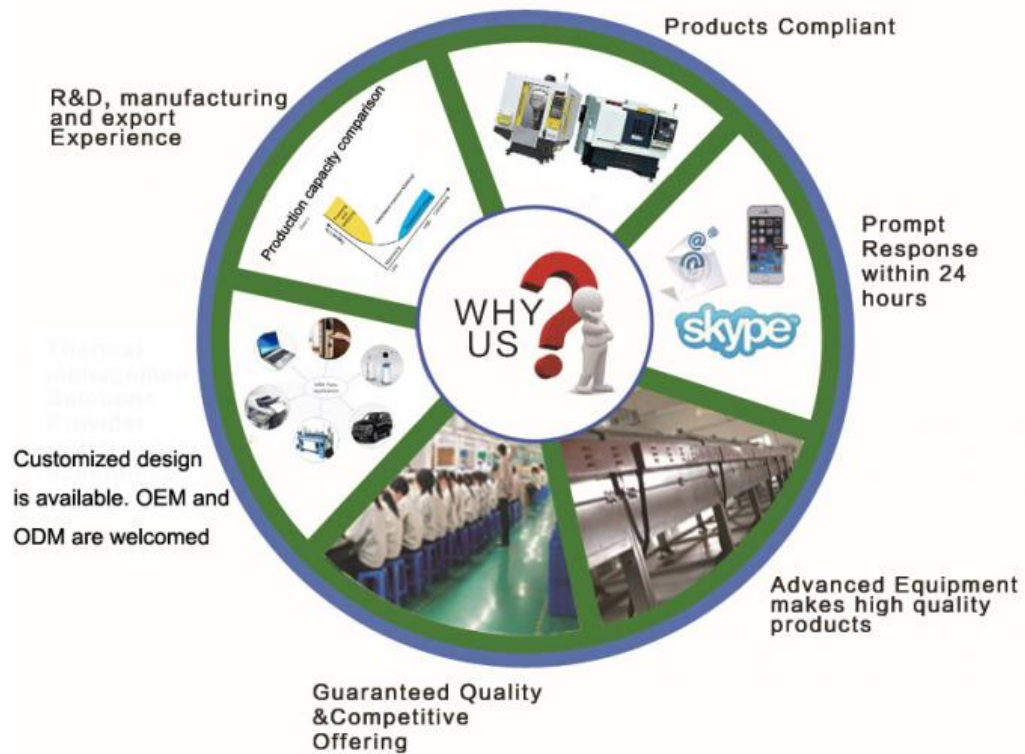 Products Compliant
R&D, manufacturing
and export
Experience
Production capacity comparison
Prompt
Response
within 24
hours
WHY
US
skype
Customized design
is available. OEM and
ODM are welcomed
Advanced Equipment
makes high quality
products
Guaranteed Quality
&Competitive
Offering